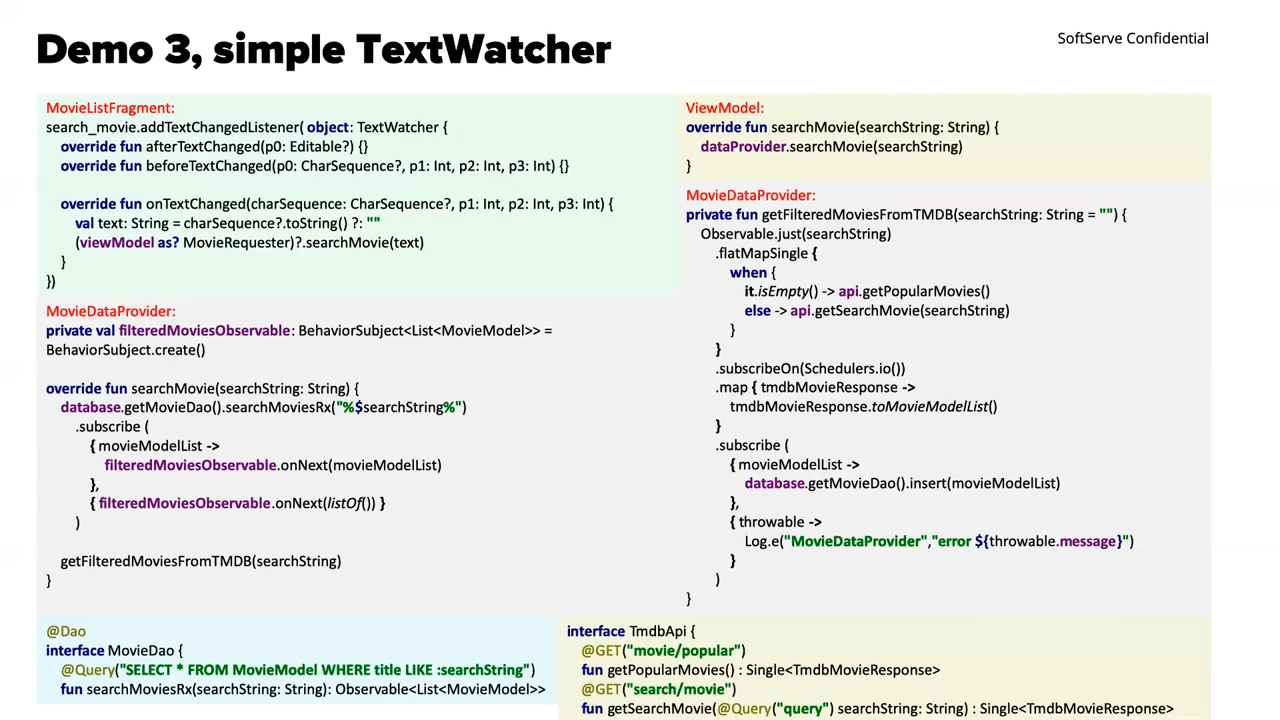 Demo 3, simple TextWatcher
SoftServe Confidential
MovieListFragment:
search_movie.addTextChangedListener( object: TextWatcher {
override fun afterTextChanged(p0: Editable?) {}
override fun beforeTextChanged(p0: CharSequence?, p1: Int, p2: Int, p3: Int) {}
override fun onTextChanged(charSequence: CharSequence?, p1: Int, p2: Int, p3: Int) {
val text: String = charSequence?.toString() ?: ""
(viewModel as? MovieRequester)?.searchMovie(text)
}
})
MovieDataProvider:
private val filteredMoviesObservable: BehaviorSubject<List<MovieModel>> =
BehaviorSubject.create()
override fun searchMovie(searchString: String) {
database.getMovieDao().searchMoviesRx("%$searchString%")
.subscribe (
{ movieModelList ->
filteredMoviesObservable.onNext(movieModelList)
},
{ filteredMoviesObservable.onNext(listOf()) }
)
getFilteredMoviesFromTMDB(searchString)
}
ViewModel:
override fun searchMovie(searchString: String) {
dataProvider.searchMovie(searchString)
}
MovieDataProvider:
private fun getFilteredMoviesFromTMDB(searchString: String = "") {
Observable.just(searchString)
.flatMapSingle {
when {
it.isEmpty() -> api.getPopularMovies()
else -> api.getSearchMovie(searchString)
}
}
.subscribeOn(Schedulers.io())
.map { tmdbMovieResponse ->
tmdbMovieResponse.toMovieModelList()
}
.subscribe (
{ movieModelList ->
database.getMovieDao().insert(movieModelList)
},
{ throwable ->
Log.e("MovieDataProvider","error ${throwable.message}")
}
)
}
@Dao
interface MovieDao {
@Query("SELECT * FROM MovieModel WHERE title LIKE :searchString")
fun searchMoviesRx(searchString: String): Observable<List<MovieModel>>
interface TmdbApi {
@GET("movie/popular")
fun getPopularMovies() : Single<TmdbMovieResponse>
@GET("search/movie")
fun getSearchMovie(@Query("query") searchString: String) : Single<TmdbMovieResponse>